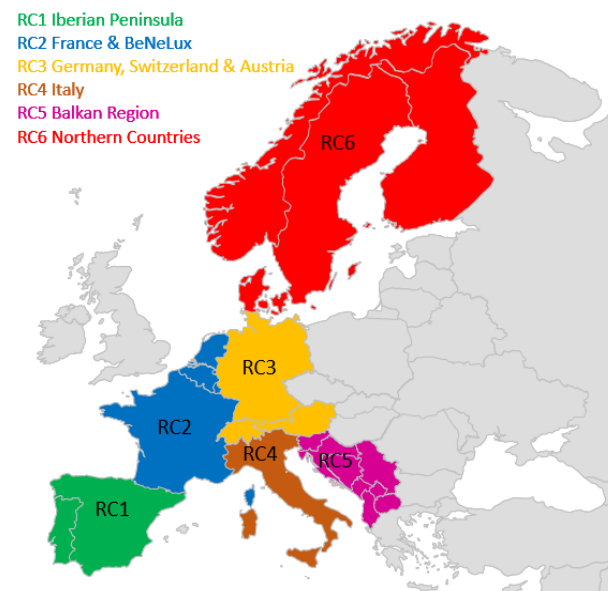 RC1 Iberian Peninsula
RC2 France & BeNeLux
RC3 Germany, Switzerland & Austria
RC4 Italy
RC5 Balkan Region
RC6 Northern Countries
RC6
RC3
RC2
RC4
RC5
RC1